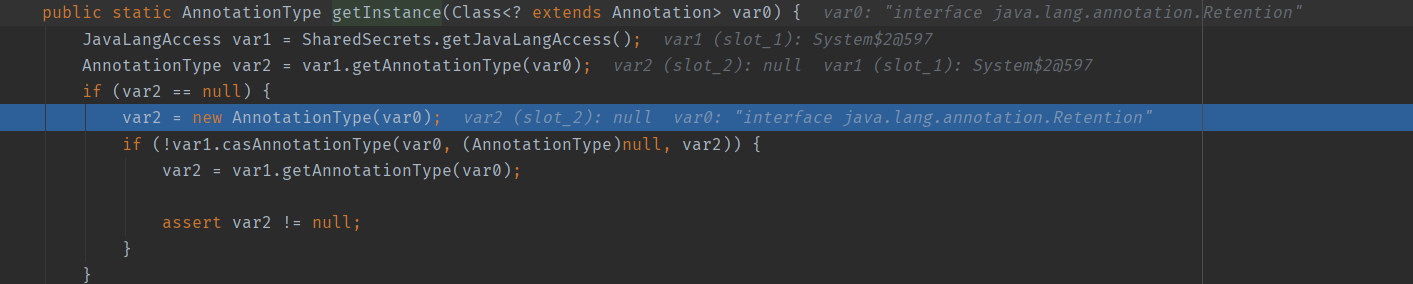 public static AnnotationType getInstance(Class<? extends Annotation> var0) {  var0: "interface java.lang.annotation.Retention"
JavaLangAccess var1 = SharedSecrets.getJavaLangAccess();  var1 (slot_1): System$2@597
AnnotationType var2 = var1.getAnnotationType(var0);  var2 (slot_2): null  var1 (slot_1): System$2@597
if (var2 == null) {
var2 = new AnnotationType(var0);  var2 (slot_2): null  var0: "interface java.lang.annotation.Retention"
if (!var1.casAnnotationType(var0, (AnnotationType)null, var2)) {
var2 = var1.getAnnotationType(var0);
assert var2 != null;
}
}